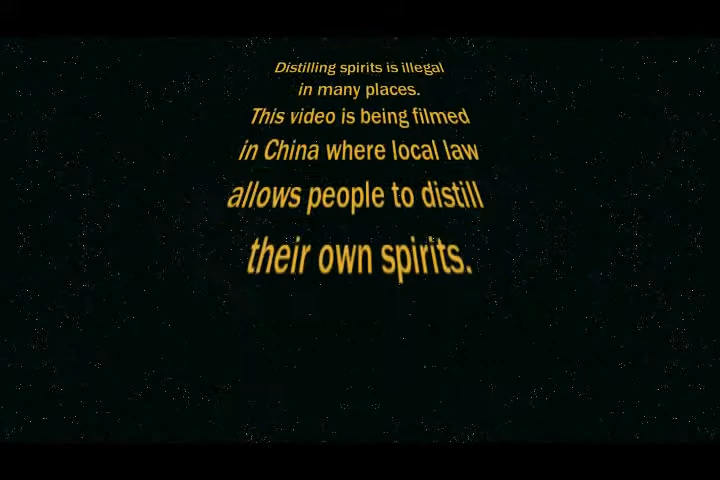 Distilling spirits is illegal
in many places.
This video is being filmed
in China where local law
allows people to distill
their own spirits.